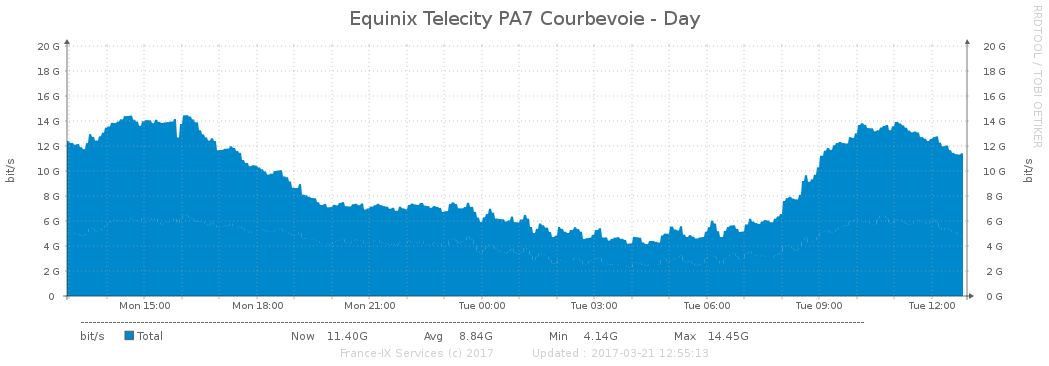 Equinix Telecity PA7 Courbevoie - Day
RRDTOOL / TOBI OETIKER
20 G 20 G
18 G 18 G
16 G 16 G
14 G 14 G
12 G 12 G
10 G 10 G
8 G 8 G
6 G 6 G
4 G 4 G
2 G 2 G
0 0 G
bit/s
bit/s
Mon 15:00 Mon 18:00 Mon 21:00 Tue 00:00 Tue 03:00 Tue 06:00 Tue 09:00 Tue 12:00
bit/s Total Now 11.40G Avg 8.84G Min 4.14G Max 14.45G
France-IX Services (c) 2017 Updated : 2017-03-21 12:55:13